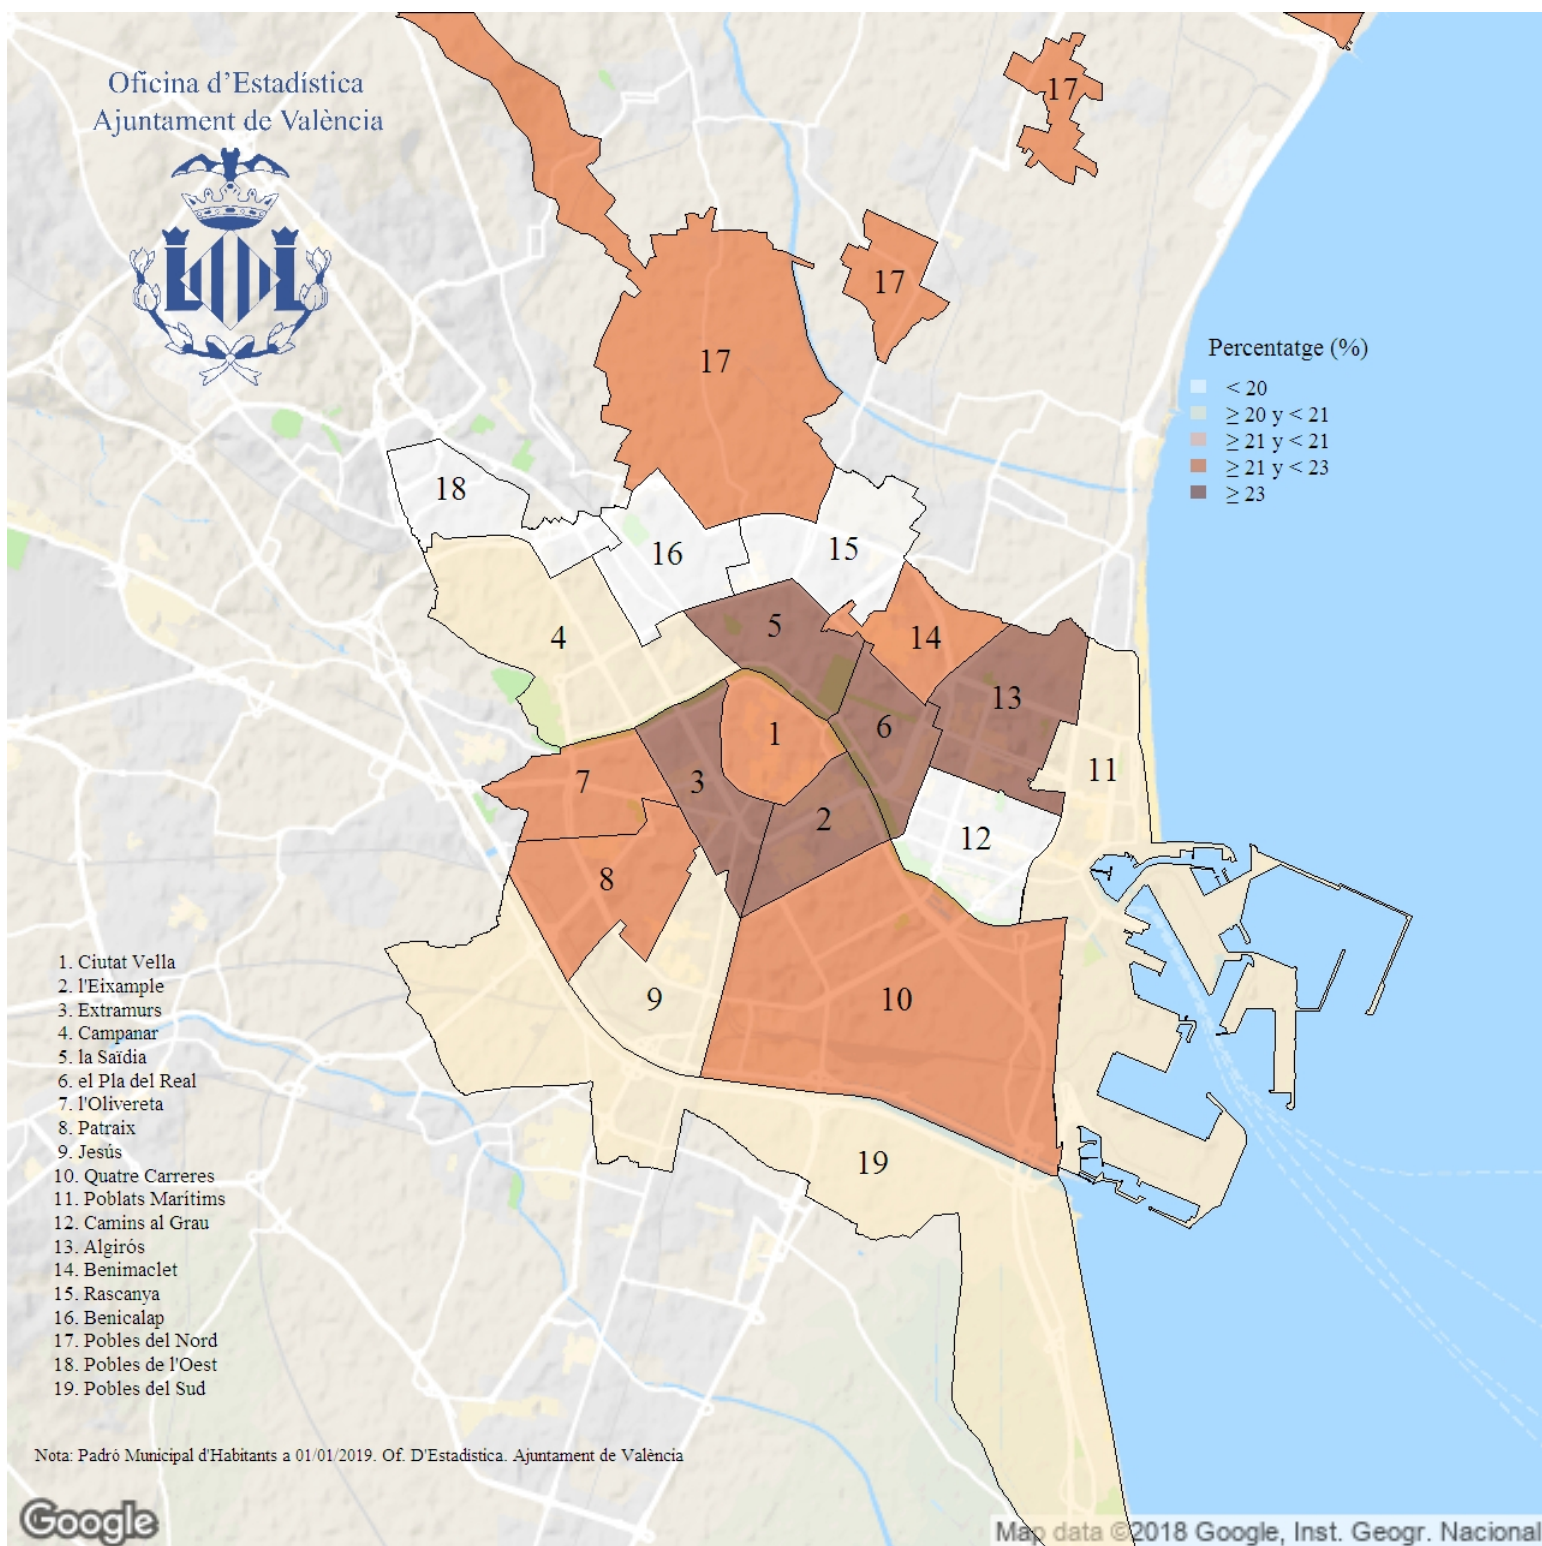 Oficina d’Estadística
Ajuntament de València
17
17
17
Percentatge (%)
< 20
≥ 20 y < 21
≥ 21 y < 21
≥ 21 y < 23
≥ 23
18
16
15
4
5
14
13
6
1
11
7
3
2
12
8
9
10
19
1. Ciutat Vella
2. l'Eixample
3. Extramurs
4. Campanar
5. la Saïdia
6. el Pla del Real
7. l'Olivereta
8. Patraix
9. Jesús
10. Quatre Carreres
11. Poblats Marítims
12. Camins al Grau
13. Algirós
14. Benimaclet
15. Rascanya
16. Benicalap
17. Pobles del Nord
18. Pobles de l'Oest
19. Pobles del Sud
Nota: Padró Municipal d'Habitants a 01/01/2019. Of. D'Estadística. Ajuntament de València
Google
Map data ©2018 Google, Inst. Geogr. Nacional